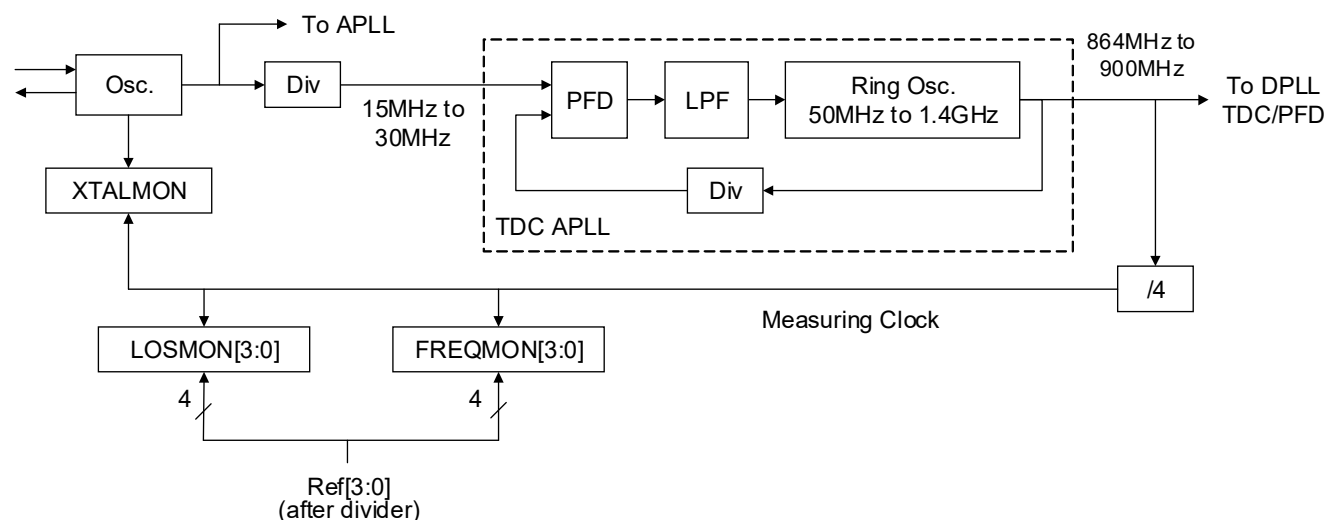 To APLL
Osc.
Div
15MHz to
30MHz
PFD
LPF
Ring Osc.
50MHz to 1.4GHz
864MHz to
900MHz
To DPLL
TDC/PFD
Div
TDC APLL
XTALMON
/4
Measuring Clock
LOSMON[3:0]
FREQMON[3:0]
4
4
Ref[3:0]
(after divider)